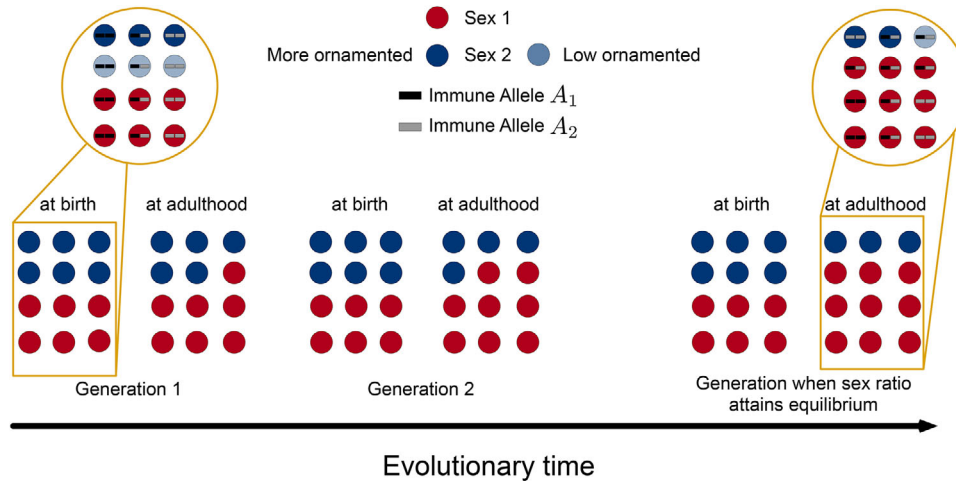 Sex 1
More ornamented Sex 2 Low ornamented
Immune Allele A₁
Immune Allele A₂
at birth at adulthood at birth at adulthood at birth at adulthood
Generation 1 Generation 2 Generation when sex ratio
attains equilibrium
Evolutionary time